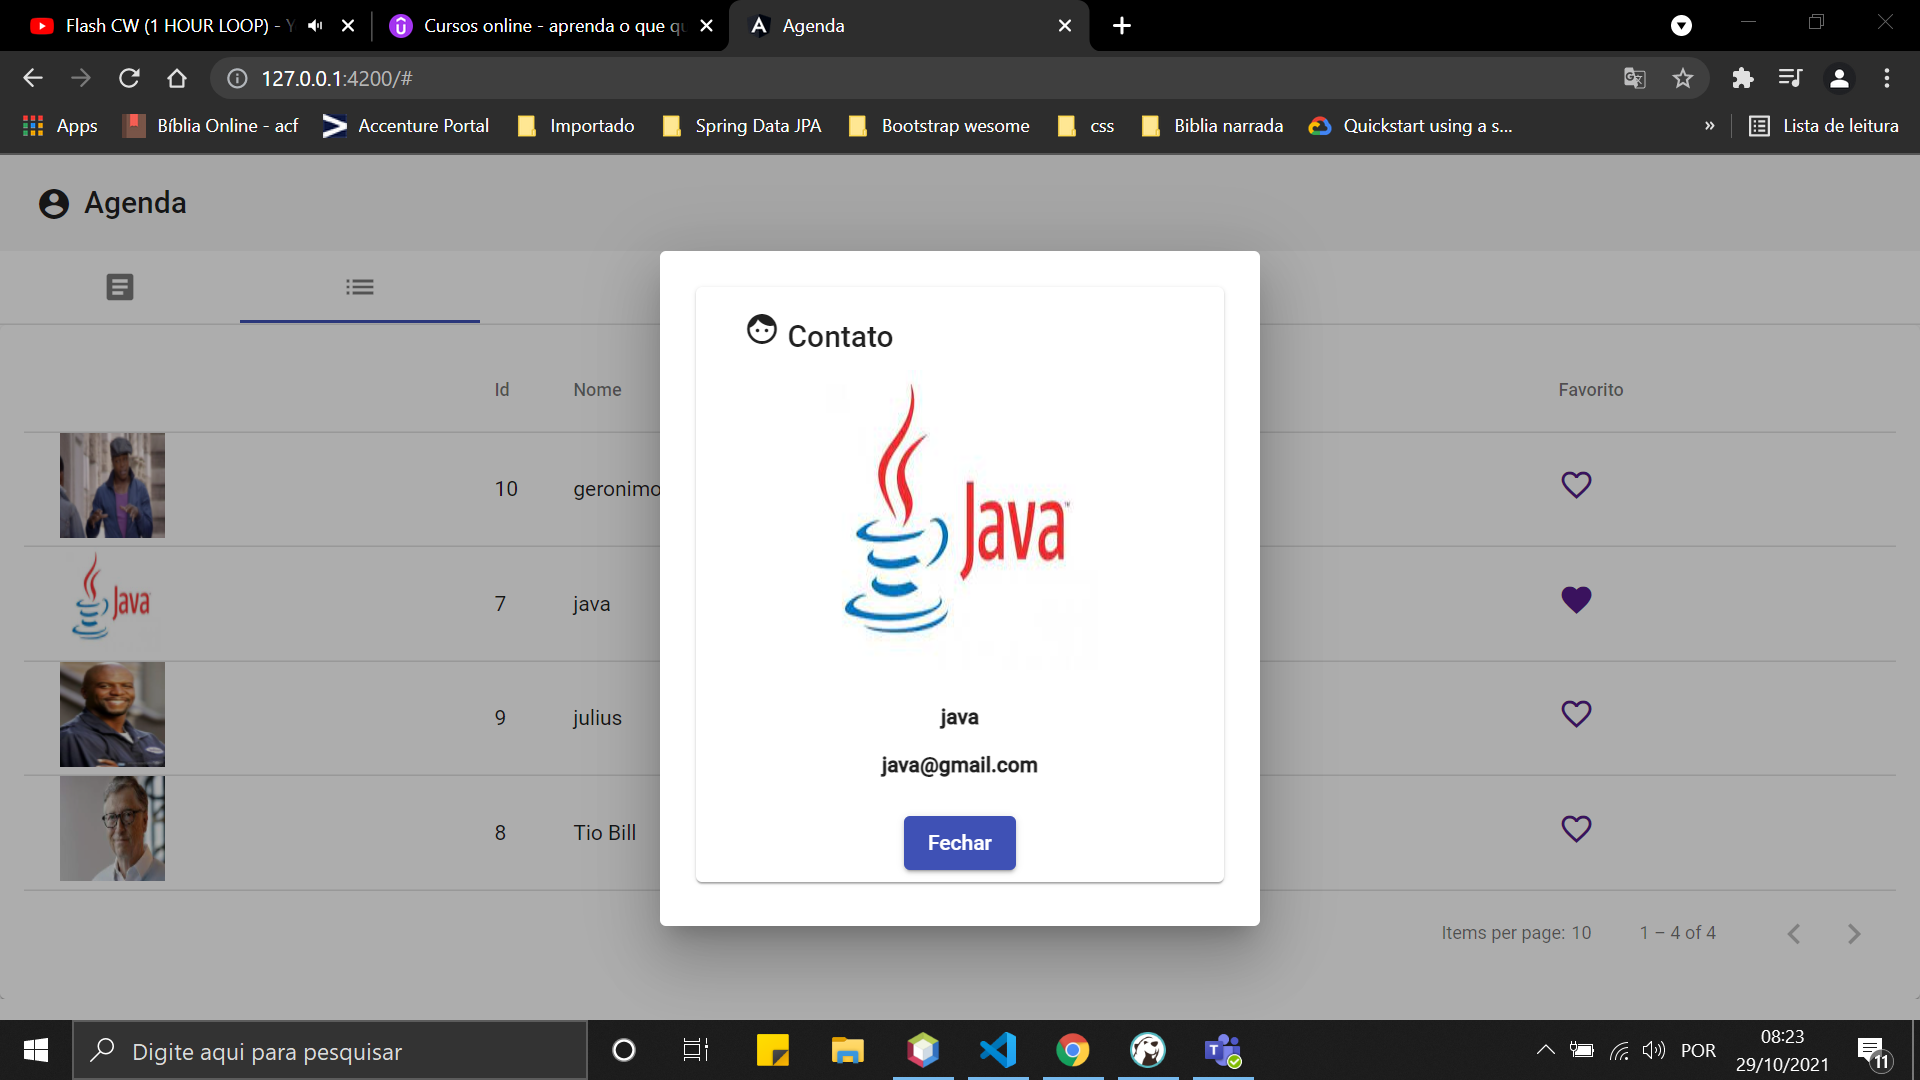 Flash CW (1 HOUR LOOP) - Y
Cursos online - aprenda o que qu
Agenda
127.0.0.1:4200/#
Apps
Bíblia Online - acf
Accenture Portal
Importado
Spring Data JPA
Bootstrap wesome
css
Biblia narrada
Quickstart using a s...
»
Lista de leitura
Agenda
Contato
Java™
java
java@gmail.com
Fechar
Id Nome Favorito
10 geronimo
Java
7 java
9 julius
8 Tio Bill
Items per page: 10 1 – 4 of 4
Digite aqui para pesquisar
T
POR
08:23
29/10/2021
11